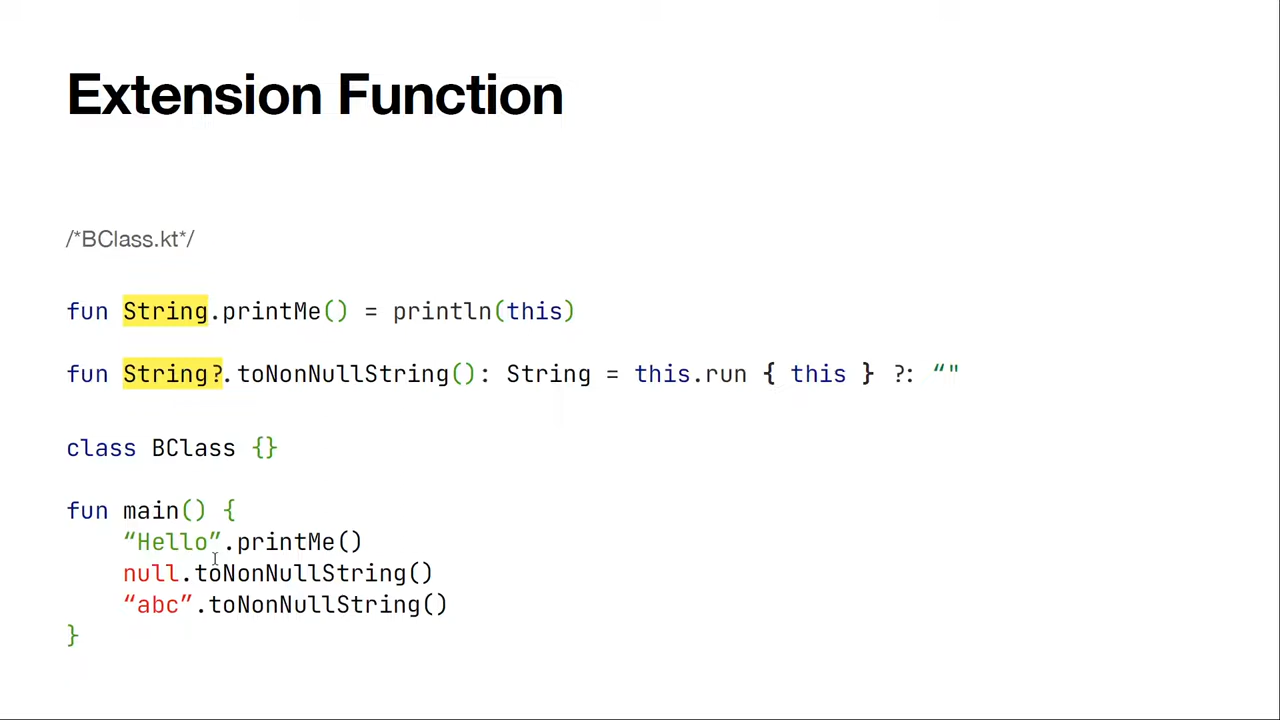 Extension Function
/*BClass.kt*/
fun String.printMe() = println(this)
fun String?.toNonNullString(): String = this.run { this } ?: “"
class BClass {}
fun main() {
“Hello”.printMe()
null.toNonNullString()
“abc”.toNonNullString()
}